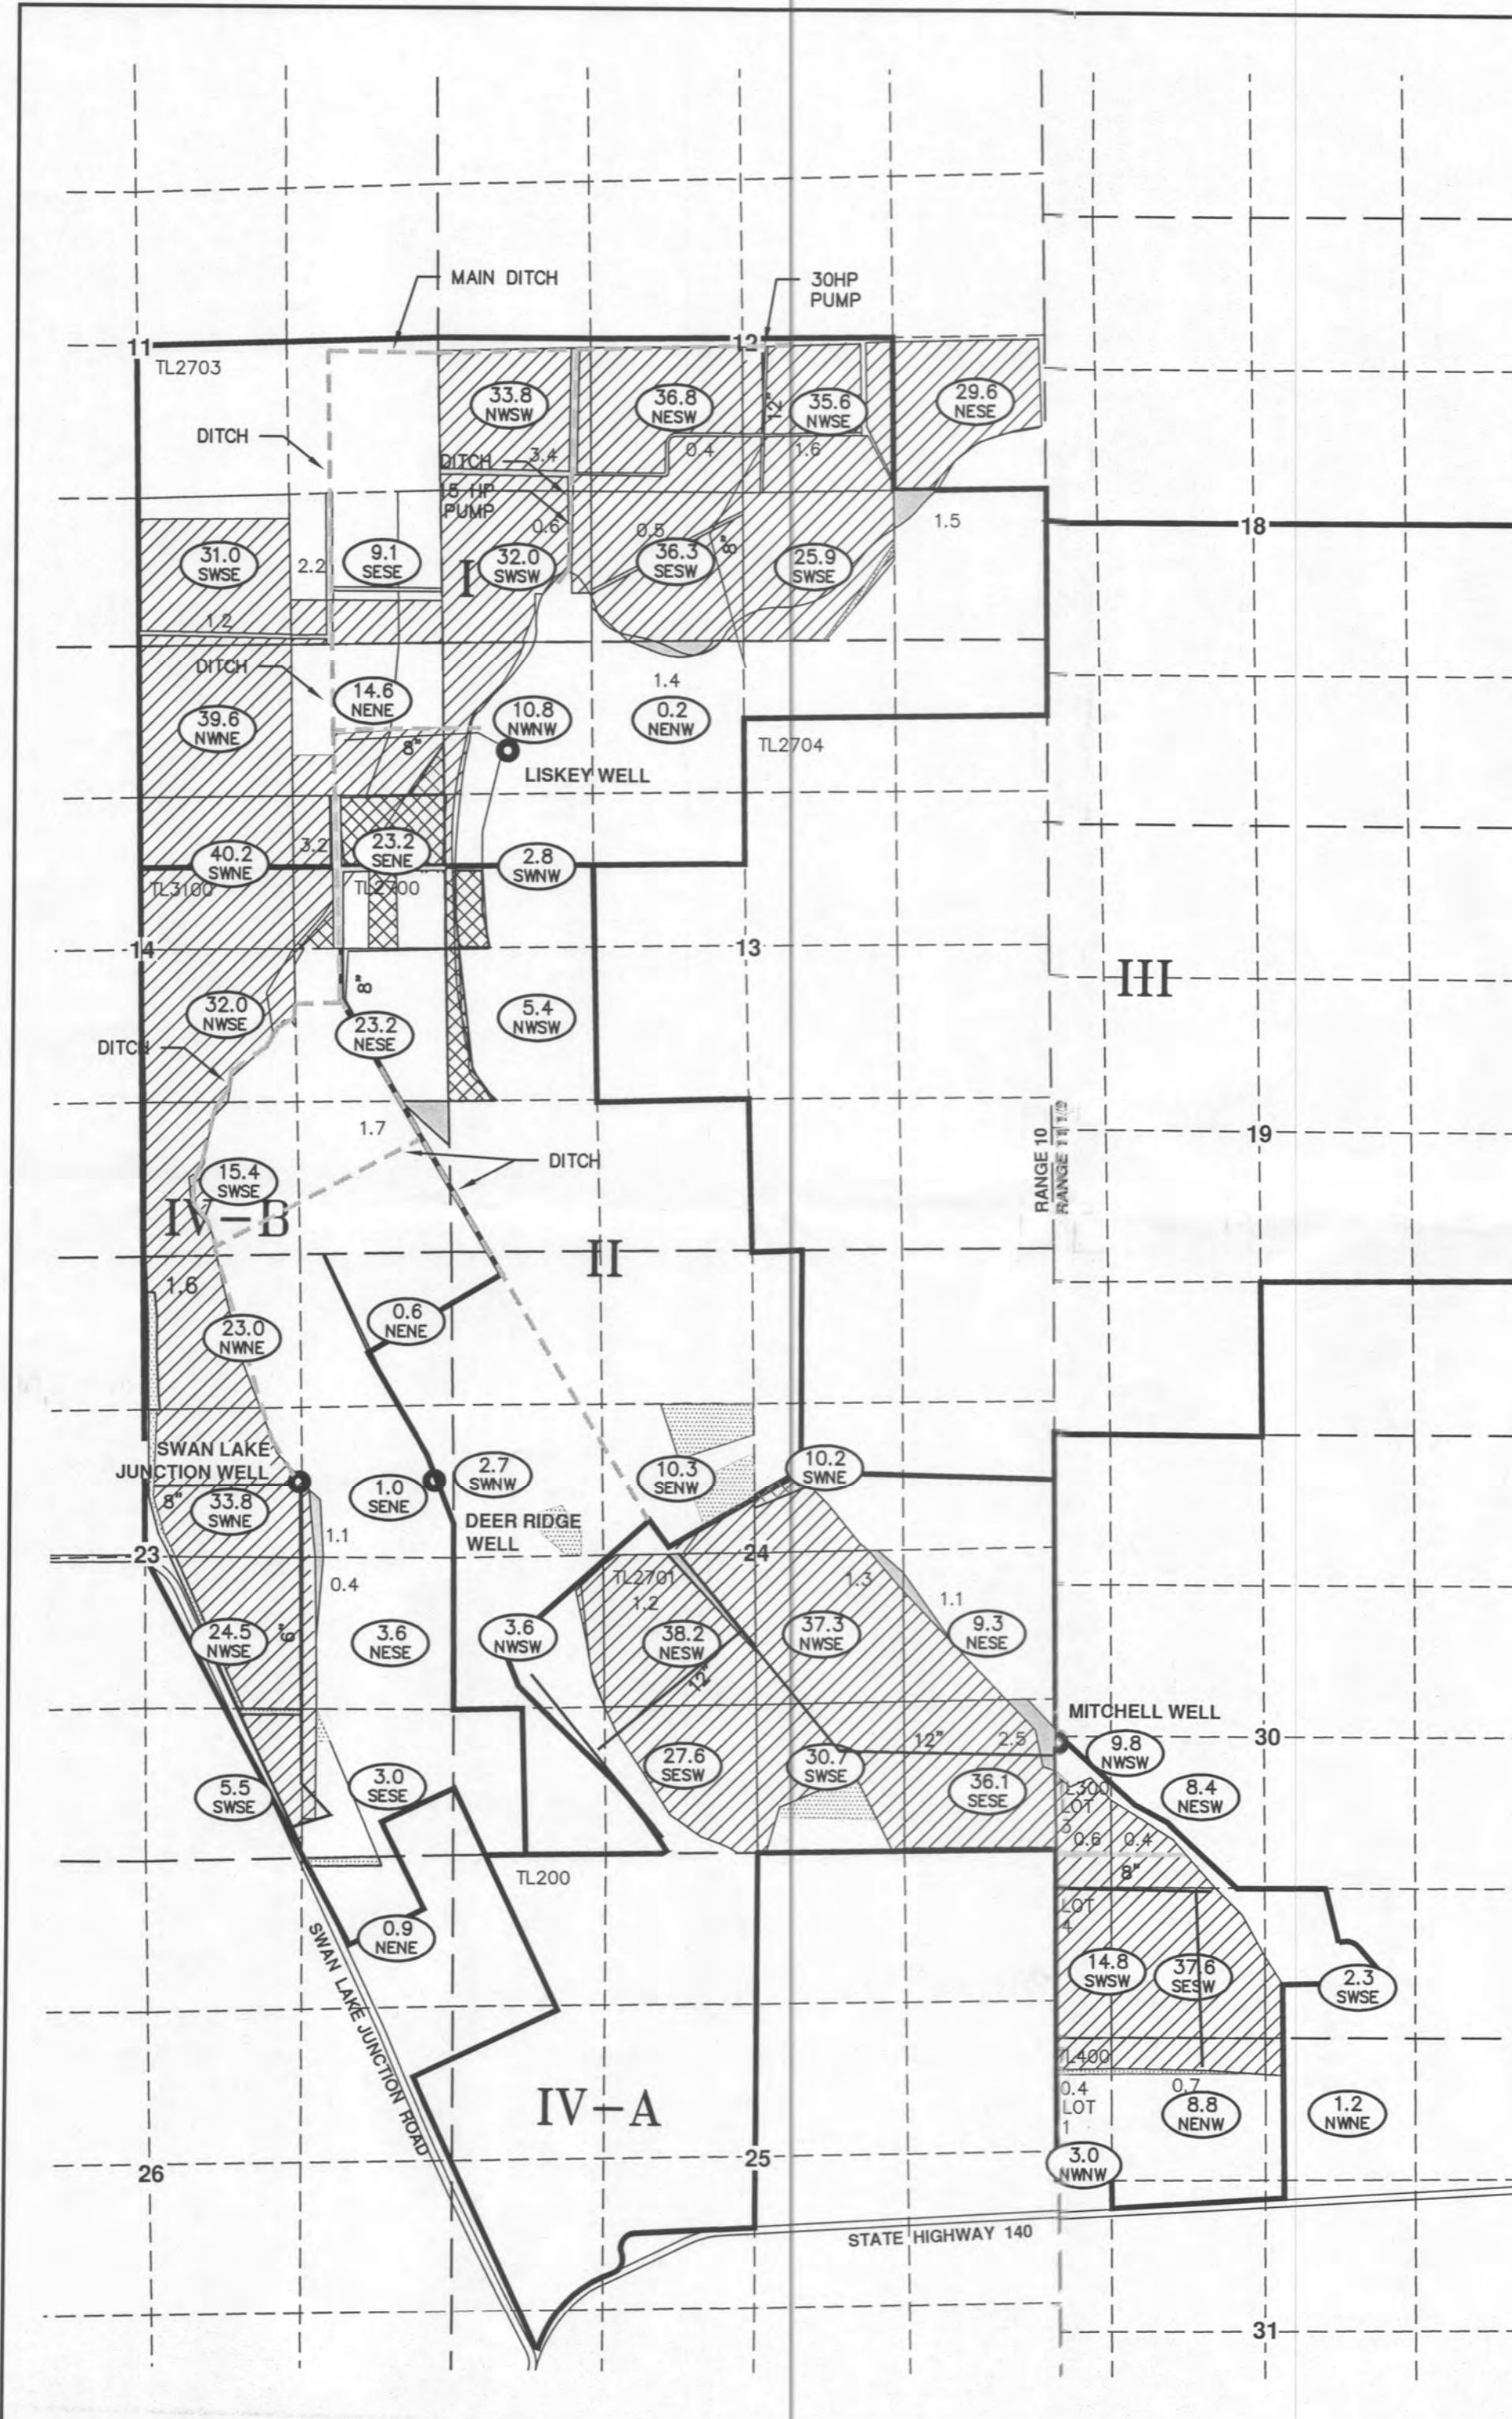 MAIN DITCH
30HP
PUMP
11
TL2703
12
33.8
NWSW
36.8
NESW
12"
35.6
NWSE
29.6
NESE
DITCH
DITCH
3.4
0.4
1.6
15 HP
PUMP
0.6
0.5
1.5
18
31.0
SWSE
2.2
9.1
SESE
I
32.0
SWSW
36.3
SESW
8"
25.9
SWSE
1.2
DITCH
14.6
NENE
1.4
39.6
NWNE
10.8
NWNW
0.2
NENW
8"
TL2704
LISKEY WELL
40.2
SWNE
3.2
23.2
SENE
2.8
SWNW
TL3100
TL2700
14
13
III
8"
32.0
NWSE
23.2
NESE
5.4
NWSW
DITCH
1.7
RANGE 10
RANGE 11 1/2
19
DITCH
15.4
SWSE
IV-B
II
1.6
0.6
NENE
23.0
NWNE
SWAN LAKE
JUNCTION WELL
8"
33.8
SWNE
1.0
SENE
2.7
SWNW
10.3
SENW
10.2
SWNE
DEER RIDGE
WELL
1.1
23
24
0.4
TL2701
1.2
1.3
1.1
24.5
NWSE
6"
3.6
NESE
3.6
NWSW
38.2
NESW
12"
37.3
NWSE
9.3
NESE
MITCHELL WELL
30
27.6
SESW
30.7
SWSE
12"
2.5
9.8
NWSW
5.5
SWSE
3.0
SESE
36.1
SESE
TL300
LOT
3
8.4
NESW
0.6
0.4
TL200
8"
LOT
4
0.9
NENE
SWAN LAKE JUNCTION ROAD
14.8
SWSW
37.6
SESW
2.3
SWSE
TL400
0.4
LOT
1
0.7
8.8
NENW
1.2
NWNE
IV-A
26
25
3.0
NWNW
STATE HIGHWAY 140
31